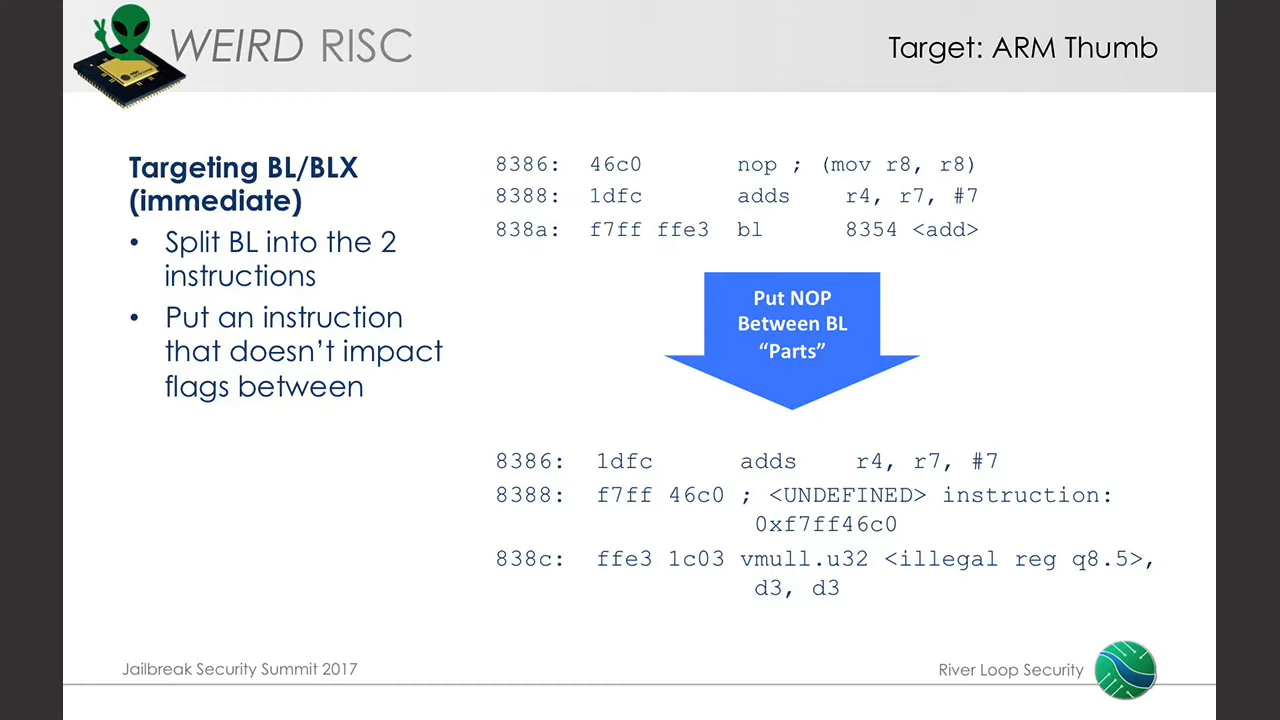 WEIRD RISC
Target: ARM Thumb
Targeting BL/BLX
(immediate)
• Split BL into the 2
instructions
• Put an instruction
that doesn't impact
flags between
8386: 46c0 nop ; (mov r8, r8)
8388: 1dfc adds r4, r7, #7
838a: f7ff ffe3 bl 8354 <add>
Put NOP
Between BL
“Parts”
8386: 1dfc adds r4, r7, #7
8388: f7ff 46c0 ; <UNDEFINED> instruction:
0xf7ff46c0
838c: ffe3 1c03 vmull.u32 <illegal reg q8.5>,
d3, d3
Jailbreak Security Summit 2017
River Loop Security